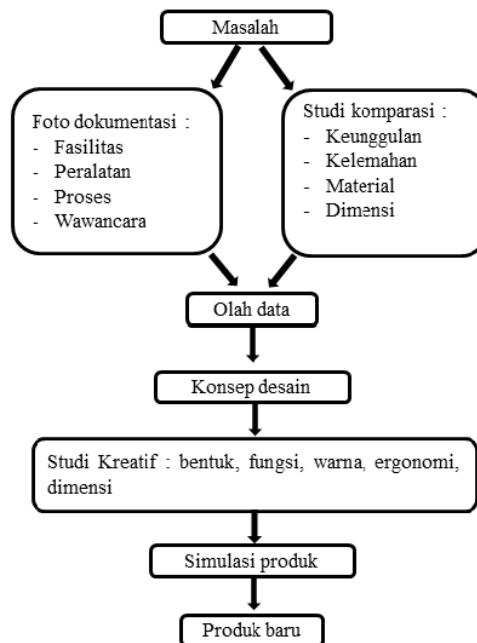 Masalah
Foto dokumentasi :
- Fasilitas
- Peralatan
- Proses
- Wawancara
Studi komparasi :
- Keunggulan
- Kelemahan
- Material
- Dimensi
Olah data
Konsep desain
Studi Kreatif : bentuk, fungsi, warna, ergonomi,
dimensi
Simulasi produk
Produk baru